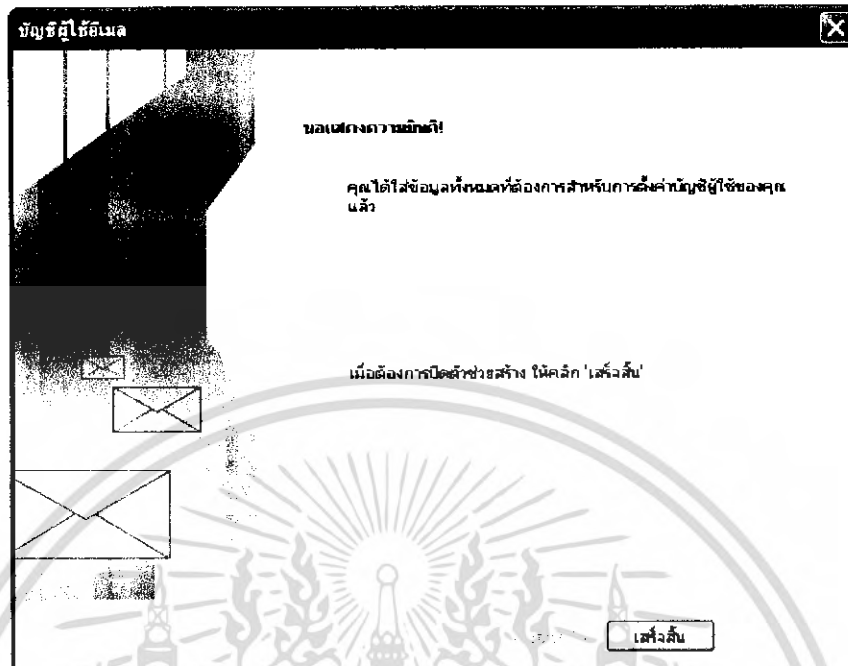 บัญชีผู้ใช้อีเมล
ขอแสดงความยินดี!
คุณได้ใส่ข้อมูลทั้งหมดที่ต้องการสำหรับการตั้งค่าบัญชีผู้ใช้ของคุณ
แล้ว
เมื่อต้องการปิดตัวช่วยสร้าง ให้คลิก 'เสร็จสิ้น'
เสร็จสิ้น